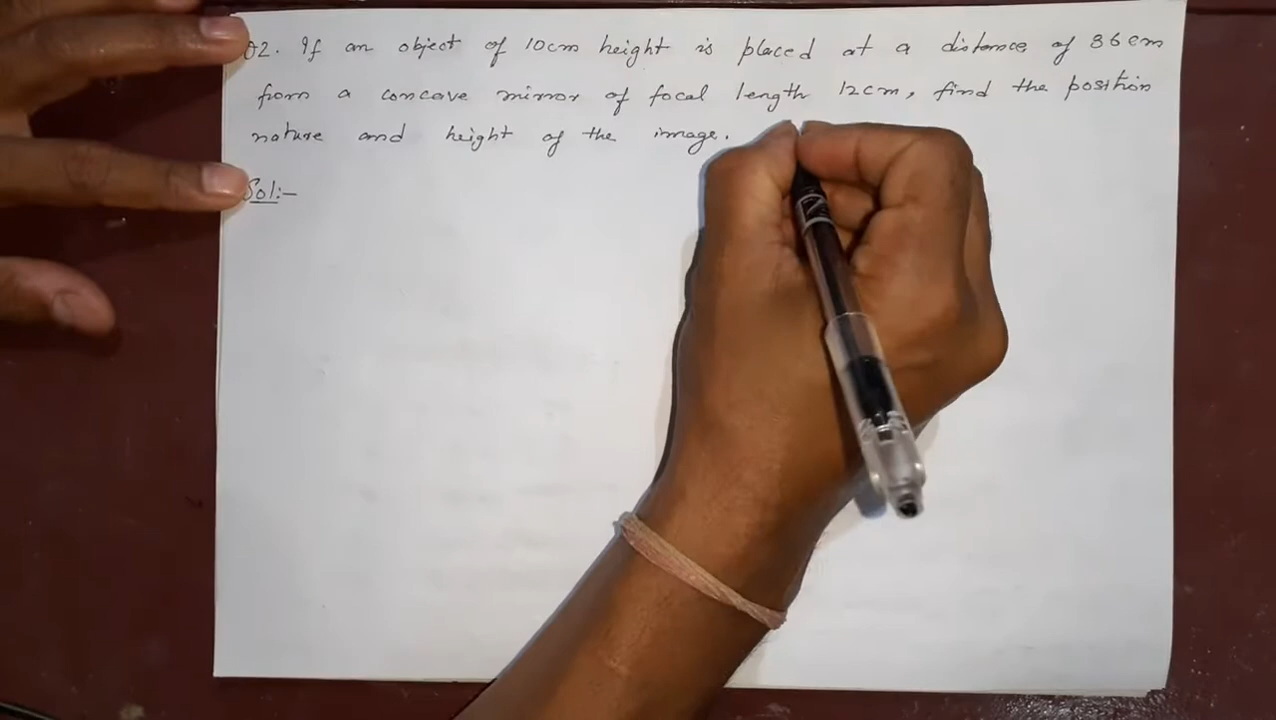 02. If an object of 10cm height is placed at a distance of 36cm
from a concave mirror of focal length 12cm, find the position
nature and height of the image.
Sol:-